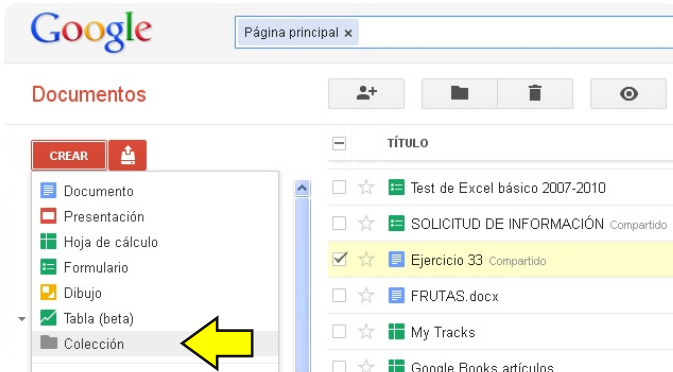 Google
Página principal ×
Documentos
CREAR
TÍTULO
Documento
Presentación
Hoja de cálculo
Formulario
Dibujo
Tabla (beta)
Colección
Test de Excel básico 2007-2010
SOLICITUD DE INFORMACIÓN Compartido
Ejercicio 33 Compartido
FRUTAS.docx
My Tracks
Google Books artículos